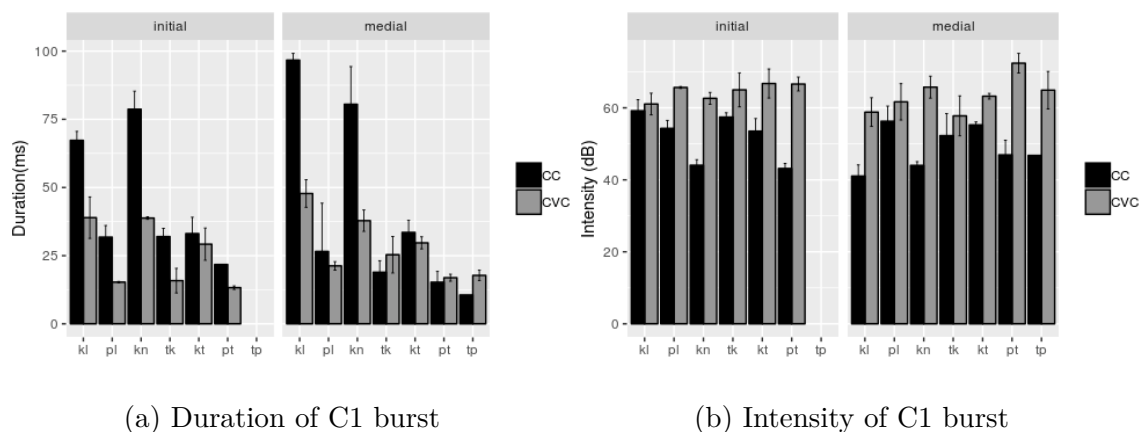 initial medial
100
75
50
25
0
Duration(ms)
kl pl kn tk kt pt tp kl pl kn tk kt pt tp
CC
CVC
(a) Duration of C1 burst
initial medial
60
40
20
0
Intensity (dB)
kl pl kn tk kt pt tp kl pl kn tk kt pt tp
CC
CVC
(b) Intensity of C1 burst